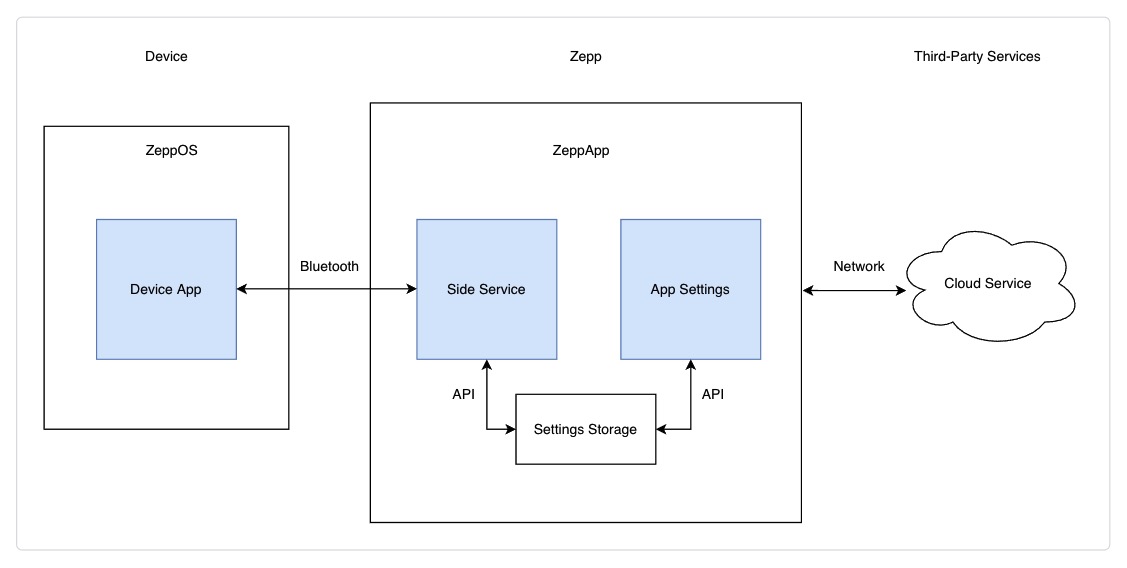 Device
Zepp
Third-Party Services
ZeppOS
ZeppApp
Device App
Bluetooth
Side Service
App Settings
Network
Cloud Service
API
API
Settings Storage